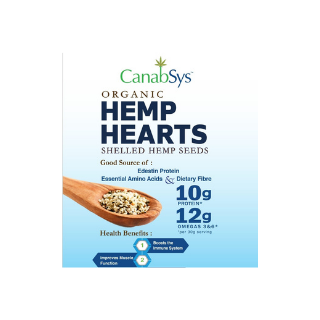 CanabSys™
ORGANIC
HEMP
HEARTS
SHELLED HEMP SEEDS
Good Source of :
Edestin Protein
Essential Amino Acids & Dietary Fibre
10g
PROTEIN*
12g
OMEGAS 3&6*
*per 30g serving
Health Benefits :
1
Boosts the
Immune System
Improves Muscle
Function
2